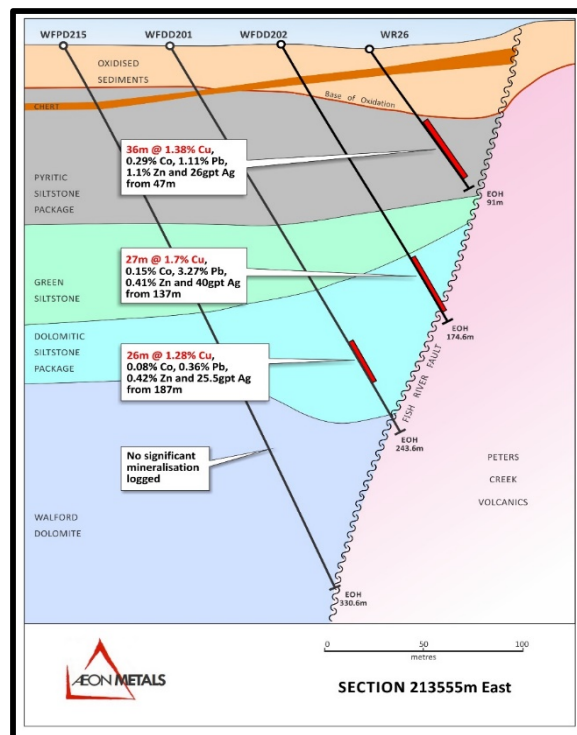 WFPD215
WFDD201
WFDD202
WR26
OXIDISED
SEDIMENTS
Base of Oxidation
CHERT
36m @ 1.38% Cu,
0.29% Co, 1.11% Pb,
1.1% Zn and 26gpt Ag
from 47m
PYRITIC
SILTSTONE
PACKAGE
EOH
91m
27m @ 1.7% Cu,
0.15% Co, 3.27% Pb,
0.41% Zn and 40gpt Ag
from 137m
GREEN
SILTSTONE
EOH
174.6m
DOLOMITIC
SILTSTONE
PACKAGE
26m @ 1.28% Cu,
0.08% Co, 0.36% Pb,
0.42% Zn and 25.5gpt Ag
from 187m
FISH RIVER FAULT
EOH
243.6m
No significant
mineralisation
logged
PETERS
CREEK
VOLCANICS
WALFORD
DOLOMITE
EOH
330.6m
ÆON METALS
0 50 100
metres
SECTION 213555m East